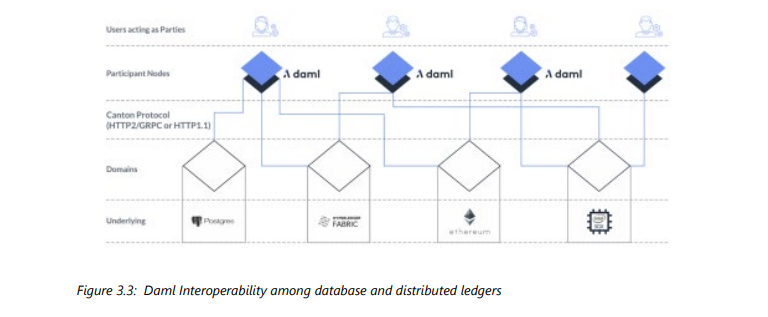 Users acting as Parties
Participant Nodes
daml
daml
daml
Canton Protocol
(HTTP2/GRPC or HTTP1.1)
Domains
Underlying
Postgres
HYPERLEDGER
FABRIC
ethereum
Figure 3.3: Daml Interoperability among database and distributed ledgers